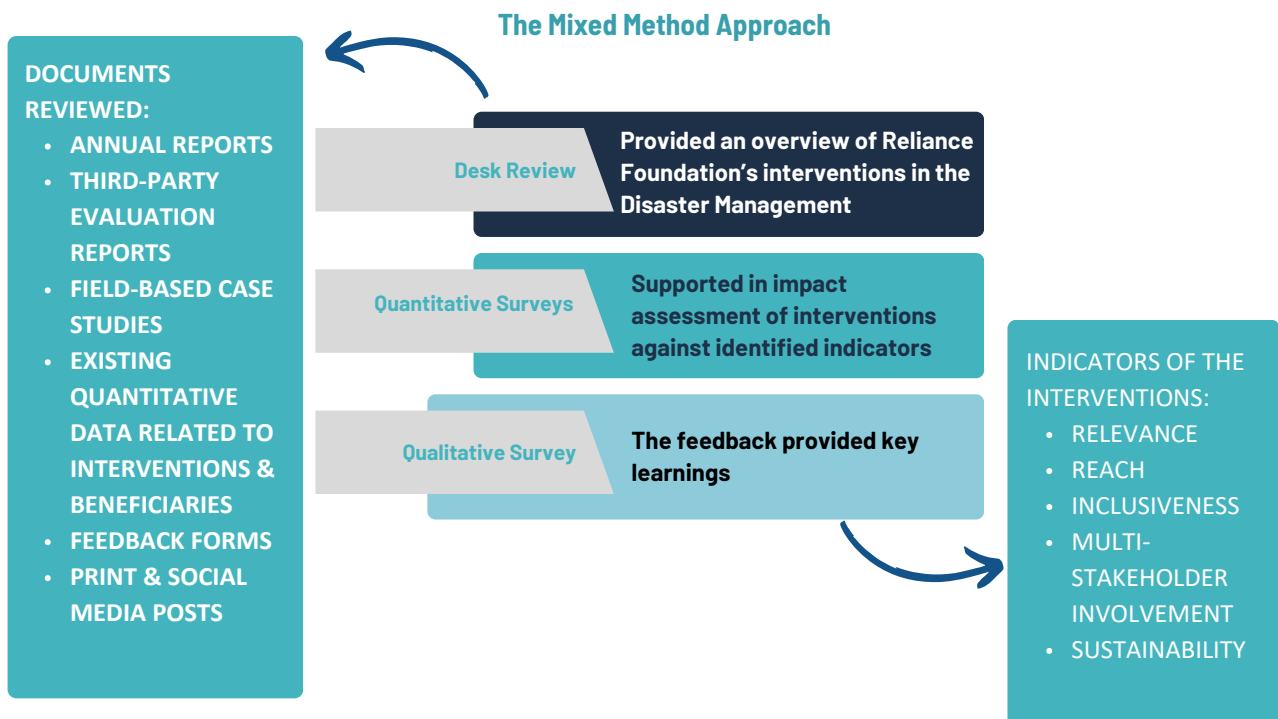 The Mixed Method Approach
DOCUMENTS
REVIEWED:
• ANNUAL REPORTS
• THIRD-PARTY
EVALUATION
REPORTS
• FIELD-BASED CASE
STUDIES
• EXISTING
QUANTITATIVE
DATA RELATED TO
INTERVENTIONS &
BENEFICIARIES
• FEEDBACK FORMS
• PRINT & SOCIAL
MEDIA POSTS
Desk Review
Provided an overview of Reliance
Foundation’s interventions in the
Disaster Management
Quantitative Surveys
Supported in impact
assessment of interventions
against identified indicators
Qualitative Survey
The feedback provided key
learnings
INDICATORS OF THE
INTERVENTIONS:
• RELEVANCE
• REACH
• INCLUSIVENESS
• MULTI-
STAKEHOLDER
INVOLVEMENT
• SUSTAINABILITY